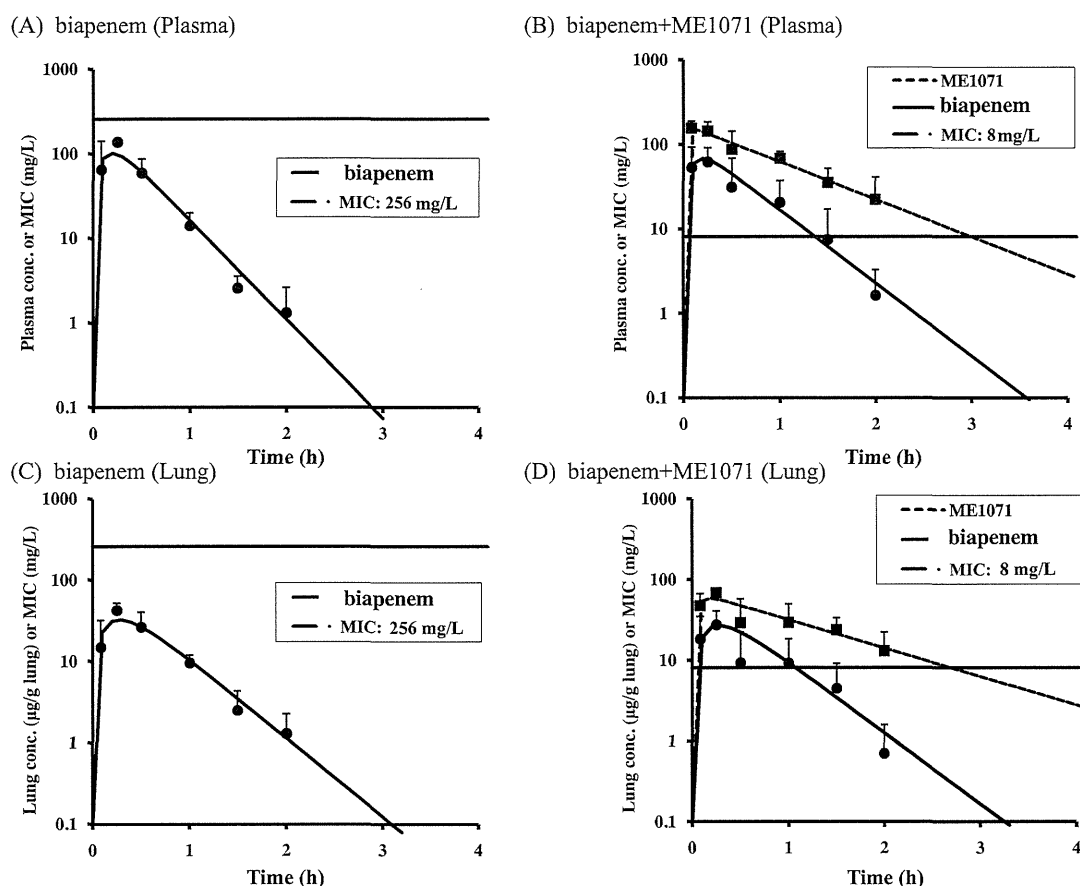 (A) biapenem (Plasma)
Plasma conc. or MIC (mg/L)
1000
100
10
1
0.1
biapenem
MIC: 256 mg/L
0 1 2 3 4
Time (h)
(B) biapenem+ME1071 (Plasma)
Plasma conc. or MIC (mg/L)
1000
100
10
1
0.1
ME1071
biapenem
MIC: 8mg/L
0 1 2 3 4
Time (h)
(C) biapenem (Lung)
Lung conc. (µg/g lung) or MIC (mg/L)
1000
100
10
1
0.1
biapenem
MIC: 256 mg/L
0 1 2 3 4
Time (h)
(D) biapenem+ME1071 (Lung)
Lung conc. (µg/g lung) or MIC (mg/L)
1000
100
10
1
0.1
ME1071
biapenem
MIC: 8 mg/L
0 1 2 3 4
Time (h)